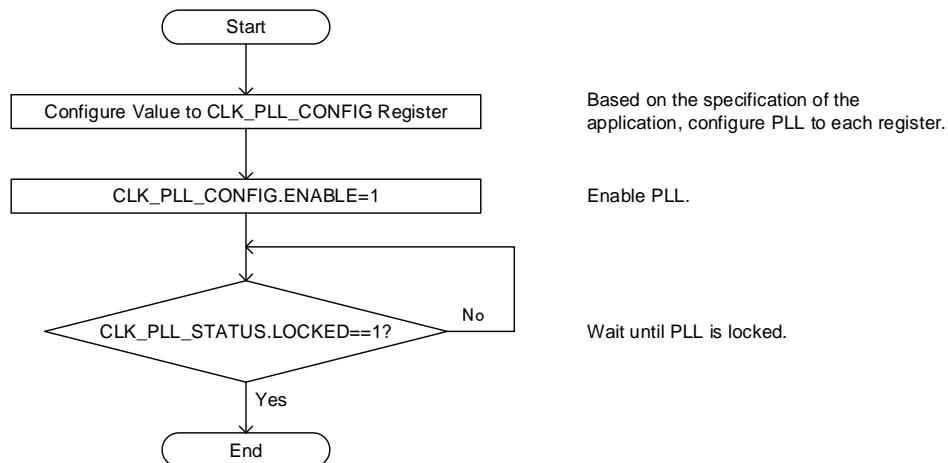 Start
Configure Value to CLK_PLL_CONFIG Register
Based on the specification of the
application, configure PLL to each register.
CLK_PLL_CONFIG.ENABLE=1
Enable PLL.
CLK_PLL_STATUS.LOCKED==1?
No
Wait until PLL is locked.
Yes
End